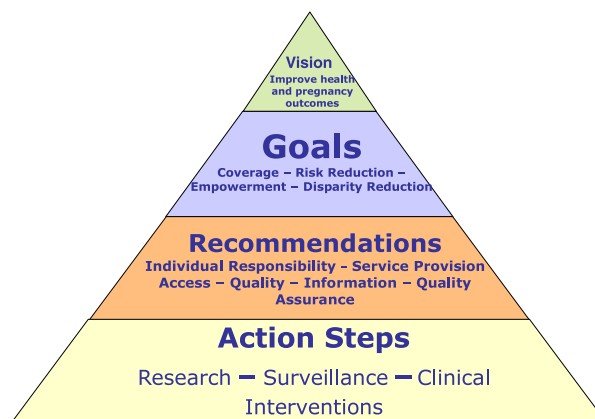 Vision
Improve health
and pregnancy
outcomes
Goals
Coverage – Risk Reduction –
Empowerment – Disparity Reduction
Recommendations
Individual Responsibility - Service Provision
Access – Quality – Information – Quality
Assurance
Action Steps
Research – Surveillance – Clinical
Interventions